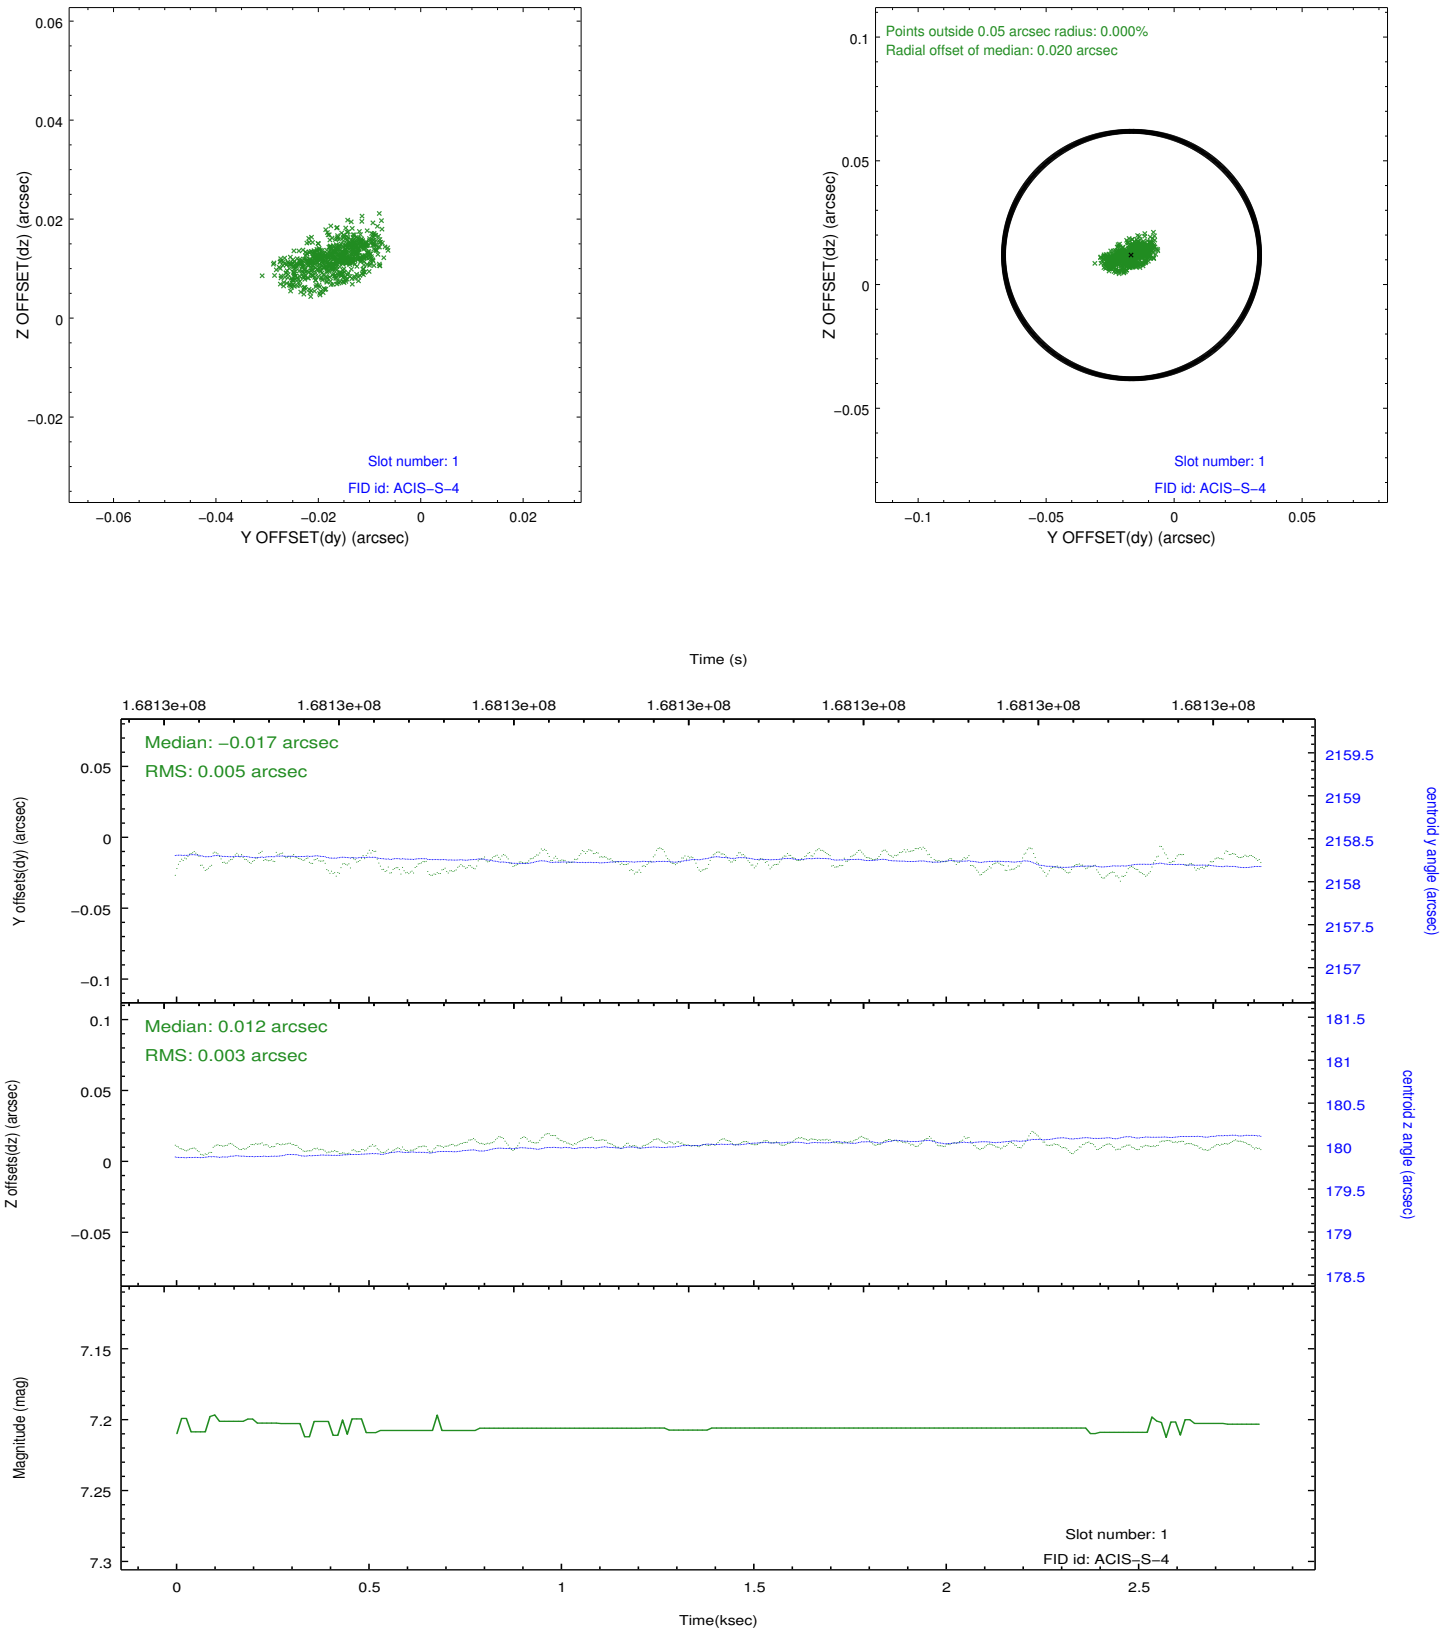 0.06
0.04
0.02
0
−0.02
Z OFFSET(dz) (arcsec)
Slot number: 1
FID id: ACIS−S−4
−0.06 −0.04 −0.02 0 0.02
Y OFFSET(dy) (arcsec)
Points outside 0.05 arcsec radius: 0.000%
Radial offset of median: 0.020 arcsec
0.1
0.05
0
−0.05
Z OFFSET(dz) (arcsec)
Slot number: 1
FID id: ACIS−S−4
−0.1 −0.05 0 0.05
Y OFFSET(dy) (arcsec)
Time (s)
1.6813e+08 1.6813e+08 1.6813e+08 1.6813e+08 1.6813e+08 1.6813e+08 1.6813e+08
Median: −0.017 arcsec
RMS: 0.005 arcsec
0.05
0
−0.05
−0.1
Y offsets(dy) (arcsec)
2159.5
2159
2158.5
2158
2157.5
2157
centroid y angle (arcsec)
Median: 0.012 arcsec
RMS: 0.003 arcsec
0.1
0.05
0
−0.05
Z offsets(dz) (arcsec)
181.5
181
180.5
180
179.5
179
178.5
centroid z angle (arcsec)
7.15
7.2
7.25
7.3
Magnitude (mag)
Slot number: 1
FID id: ACIS−S−4
0 0.5 1 1.5 2 2.5
Time(ksec)